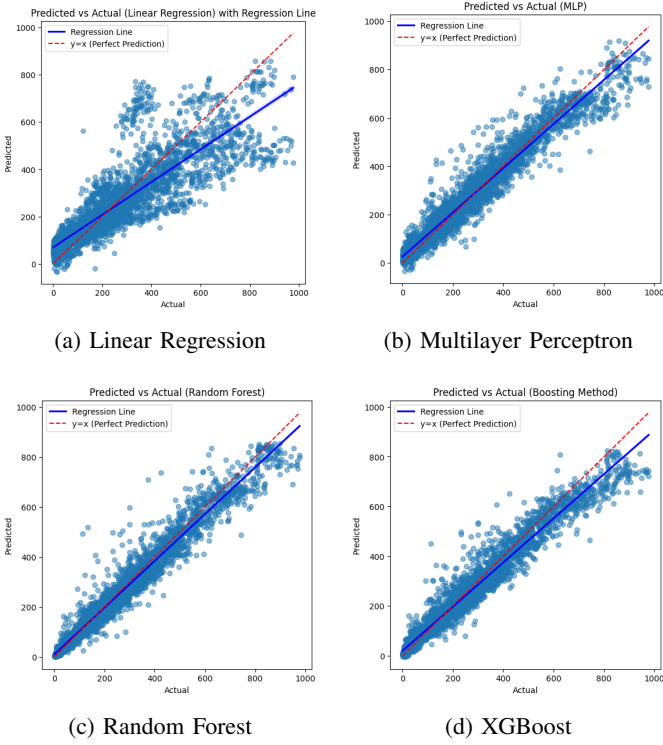 Predicted vs Actual (Linear Regression) with Regression Line
Regression Line
y=x (Perfect Prediction)
1000
800
600
400
200
0
Predicted
0 200 400 600 800 1000
Actual
(a) Linear Regression
Predicted vs Actual (MLP)
Regression Line
y=x (Perfect Prediction)
1000
800
600
400
200
0
Predicted
0 200 400 600 800 1000
Actual
(b) Multilayer Perceptron
Predicted vs Actual (Random Forest)
Regression Line
y=x (Perfect Prediction)
1000
800
600
400
200
0
Predicted
0 200 400 600 800 1000
Actual
(c) Random Forest
Predicted vs Actual (Boosting Method)
Regression Line
y=x (Perfect Prediction)
1000
800
600
400
200
0
Predicted
0 200 400 600 800 1000
Actual
(d) XGBoost